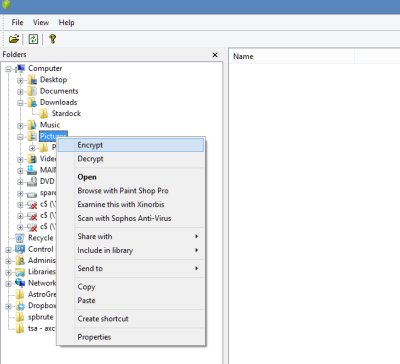 File View Help
Folders
Name
Computer
Desktop
Documents
Downloads
Stardock
Music
Pictures
P
Video
MAI
DVD
spare
c$ (\
c$ (\
c$ (\
Recycle
Control
Administ
Libraries
Network
AstroGre
Dropbox
spbrute
tsa - axc
Encrypt
Decrypt
Open
Browse with Paint Shop Pro
Examine this with Xinorbis
Scan with Sophos Anti-Virus
Share with
Include in library
Send to
Copy
Paste
Create shortcut
Properties